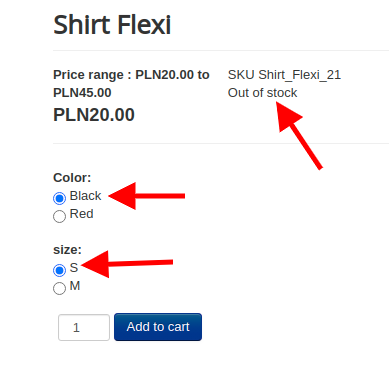 Shirt Flexi
Price range : PLN20.00 to
PLN45.00
PLN20.00
SKU Shirt_Flexi_21
Out of stock
Color:
Black
Red
size:
S
M
1
Add to cart